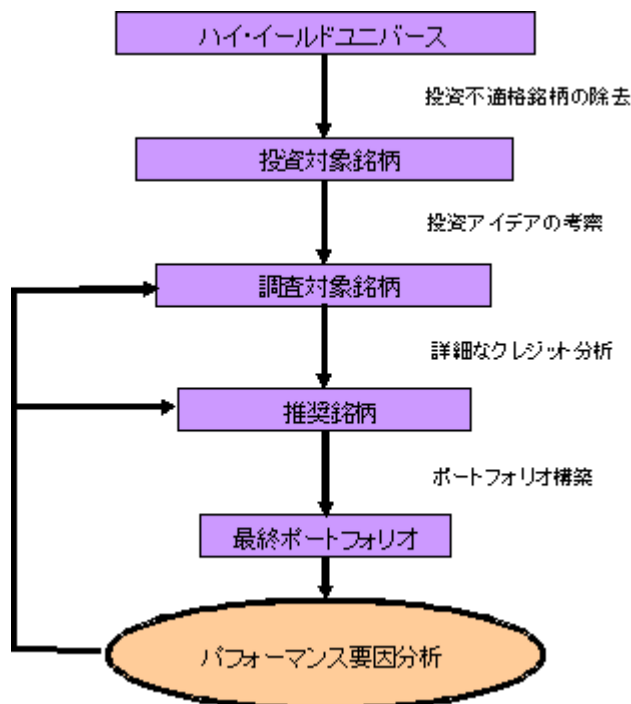 ハイ・イールドユニバース
投資不適格銘柄の除去
投資対象銘柄
投資アイデアの考察
調査対象銘柄
詳細なクレジット分析
推奨銘柄
ポートフォリオ構築
最終ポートフォリオ
パフォーマンス要因分析